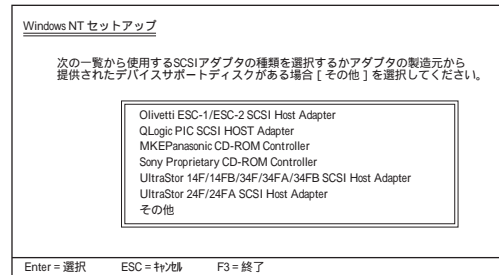 Windows NT セットアップ
次の一覧から使用するSCSIアダプタの種類を選択するかアダプタの製造元から
提供されたデバイスサポートディスクがある場合［その他］を選択してください。
Olivetti ESC-1/ESC-2 SCSI Host Adapter
QLogic PIC SCSI HOST Adapter
MKEPanasonic CD-ROM Controller
Sony Proprietary CD-ROM Controller
UltraStor 14F/14FB/34F/34FA/34FB SCSI Host Adapter
UltraStor 24F/24FA SCSI Host Adapter
その他
Enter = 選択 ESC = ｷｬﾝｾﾙ F3 = 終了